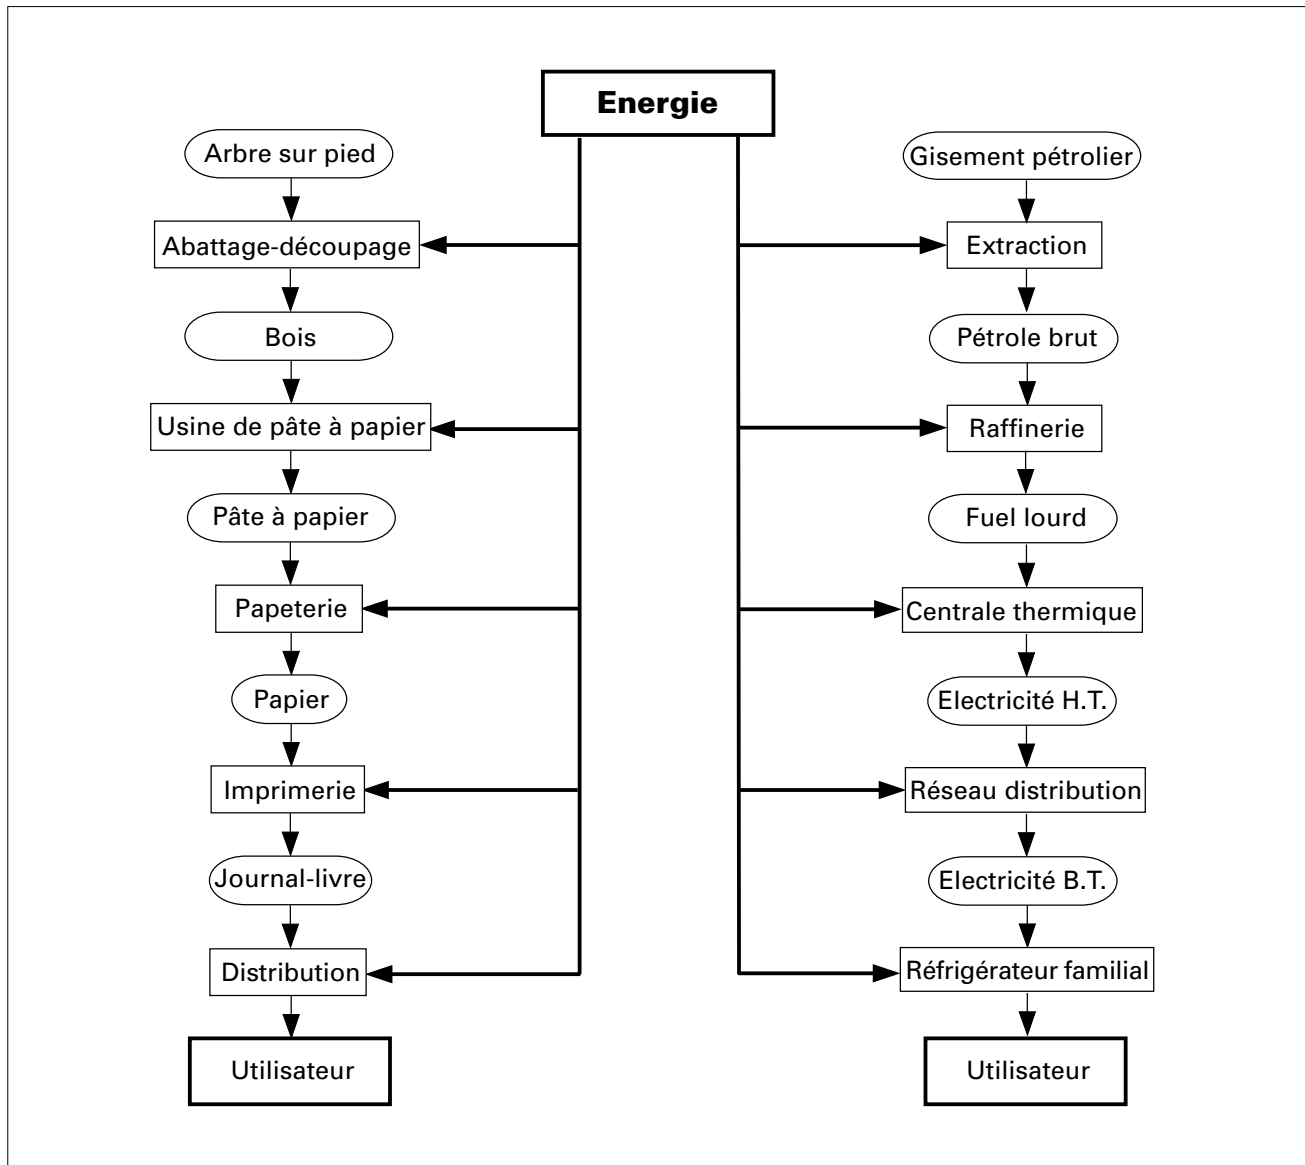 Energie
Arbre sur pied
Abattage-découpage
Bois
Usine de pâte à papier
Pâte à papier
Papeterie
Papier
Imprimerie
Journal-livre
Distribution
Utilisateur
Gisement pétrolier
Extraction
Pétrole brut
Raffinerie
Fuel lourd
Centrale thermique
Electricité H.T.
Réseau distribution
Electricité B.T.
Réfrigérateur familial
Utilisateur